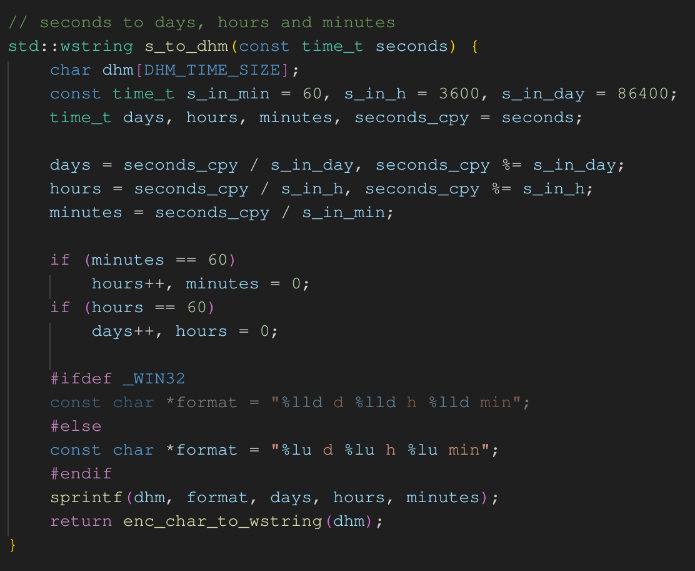 // seconds to days, hours and minutes
std::wstring s_to_dhm(const time_t seconds) {
    char dhm[DHM_TIME_SIZE];
    const time_t s_in_min = 60, s_in_h = 3600, s_in_day = 86400;
    time_t days, hours, minutes, seconds_cpy = seconds;

    days = seconds_cpy / s_in_day, seconds_cpy %= s_in_day;
    hours = seconds_cpy / s_in_h, seconds_cpy %= s_in_h;
    minutes = seconds_cpy / s_in_min;

    if (minutes == 60)
        hours++, minutes = 0;
    if (hours == 60)
        days++, hours = 0;

    #ifdef _WIN32
    const char *format = "%lld d %lld h %lld min";
    #else
    const char *format = "%lu d %lu h %lu min";
    #endif
    sprintf(dhm, format, days, hours, minutes);
    return enc_char_to_wstring(dhm);
}